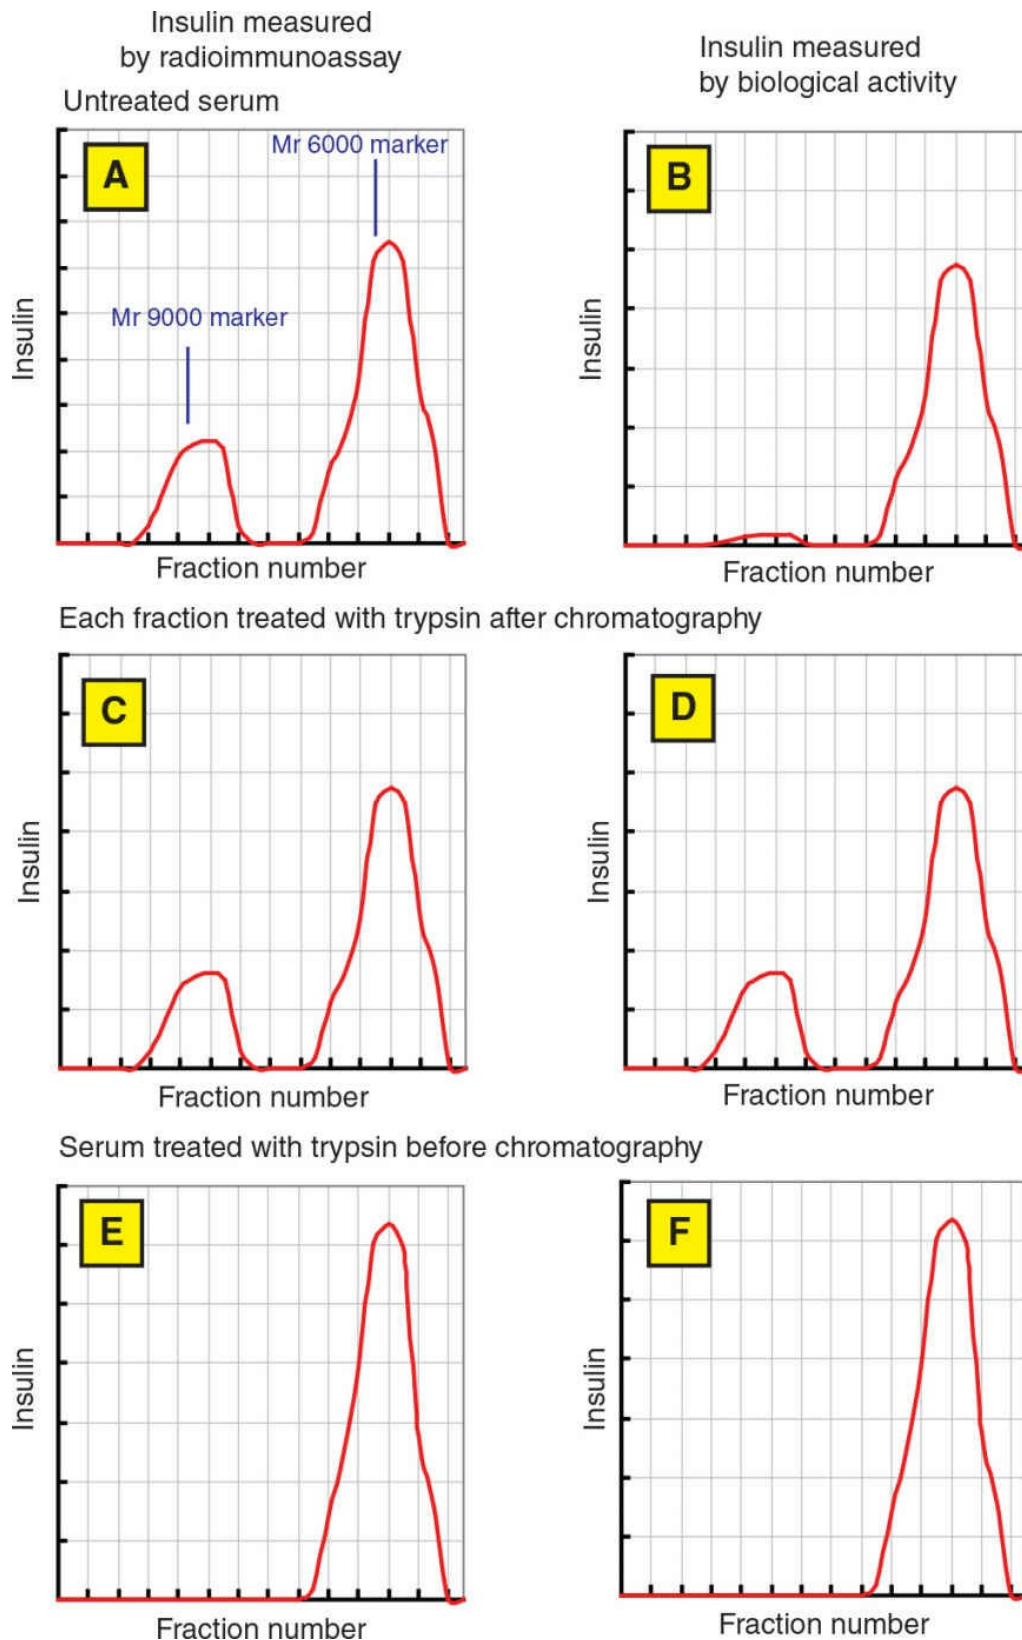 Insulin measured
by radioimmunoassay
Insulin measured
by biological activity
Untreated serum
A
Mr 6000 marker
Mr 9000 marker
Insulin
Fraction number
B
Insulin
Fraction number
Each fraction treated with trypsin after chromatography
C
Insulin
Fraction number
D
Insulin
Fraction number
Serum treated with trypsin before chromatography
E
Insulin
Fraction number
F
Insulin
Fraction number